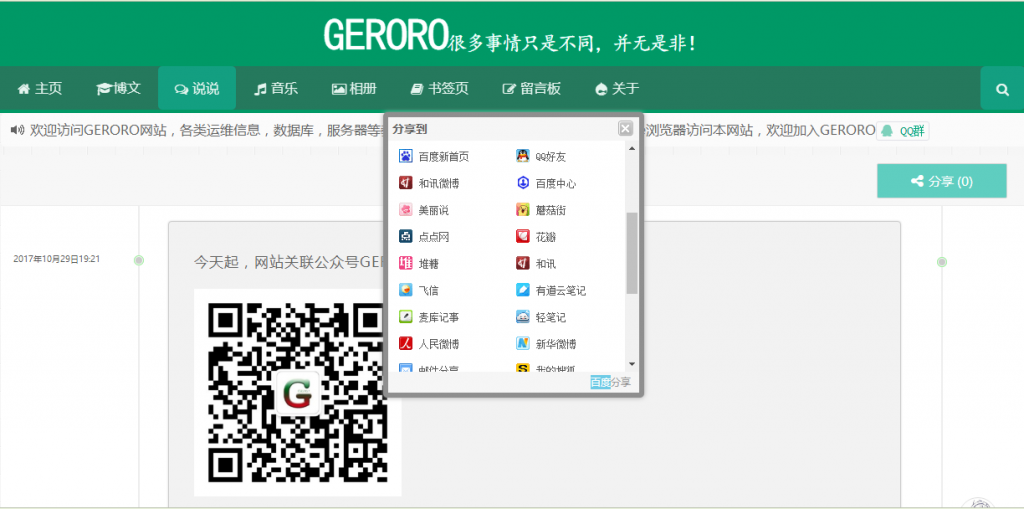 GERORO很多事情只是不同，并无是非！
主页 博文 说说 音乐 相册 书签页 留言板 关于
欢迎访问GERORO网站，各类运维信息，数据库，服务器等
浏览器访问本网站，欢迎加入GERORO QQ群
分享 (0)
分享到
百度新首页 QQ好友
和讯微博 百度中心
美丽说 蘑菇街
点点网 花瓣
堆糖 和讯
飞信 有道云笔记
麦库记事 轻笔记
人民微博 新华微博
邮件分享 我的搜狐
百度分享
2017年10月29日19:21
今天起，网站关联公众号GER
G